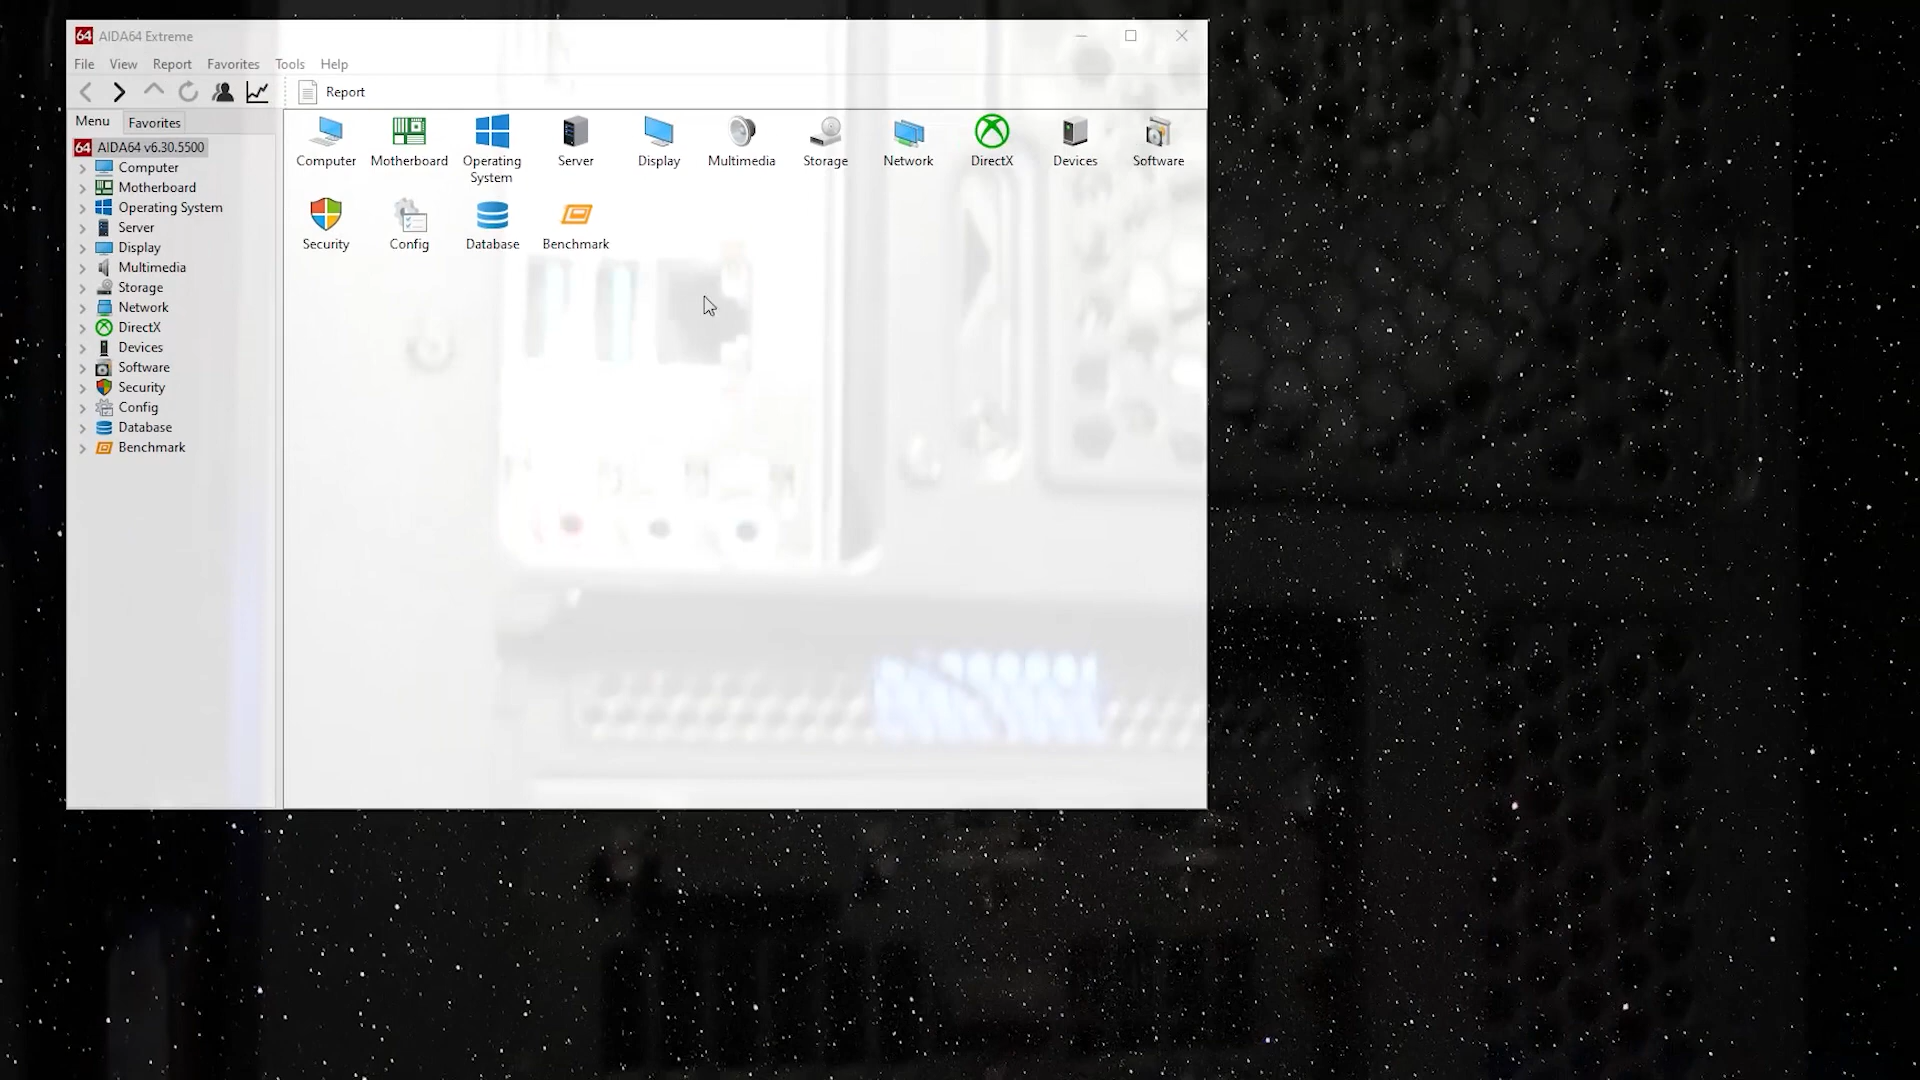 64 AIDA64 Extreme
File View Report Favorites Tools Help
Report
Menu Favorites
64 AIDA64 v6.30.5500
Computer
Motherboard
Operating System
Server
Display
Multimedia
Storage
Network
DirectX
Devices
Software
Security
Config
Database
Benchmark
Computer Motherboard Operating System Server Display Multimedia Storage Network DirectX Devices Software
Security Config Database Benchmark